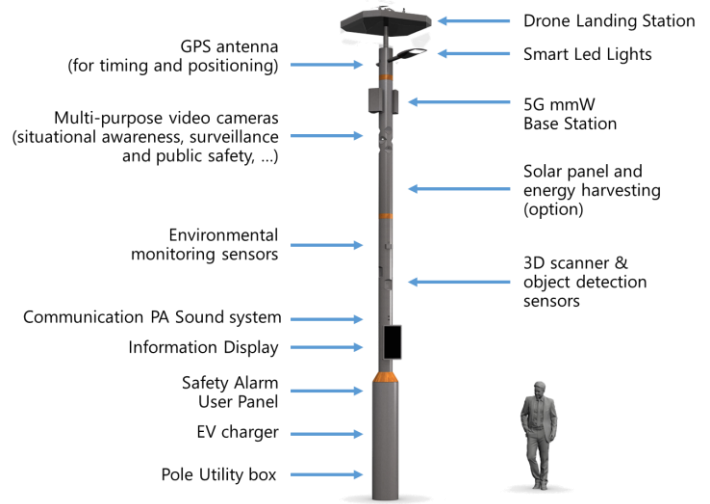 GPS antenna
(for timing and positioning)
Multi-purpose video cameras
(situational awareness, surveillance
and public safety, ...)
Environmental
monitoring sensors
Communication PA Sound system
Information Display
Safety Alarm
User Panel
EV charger
Pole Utility box
Drone Landing Station
Smart Led Lights
5G mmW
Base Station
Solar panel and
energy harvesting
(option)
3D scanner &
object detection
sensors